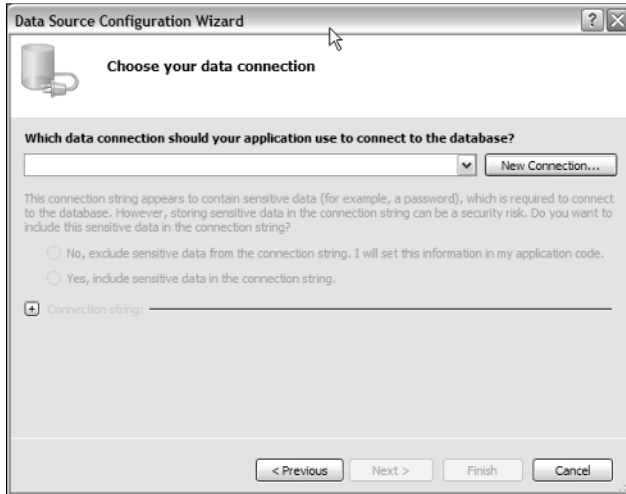 Data Source Configuration Wizard
Choose your data connection
Which data connection should your application use to connect to the database?
New Connection...
This connection string appears to contain sensitive data (for example, a password), which is required to connect
to the database. However, storing sensitive data in the connection string can be a security risk. Do you want to
include this sensitive data in the connection string?
No, exclude sensitive data from the connection string. I will set this information in my application code.
Yes, include sensitive data in the connection string.
Connection string:
< Previous
Next >
Finish
Cancel